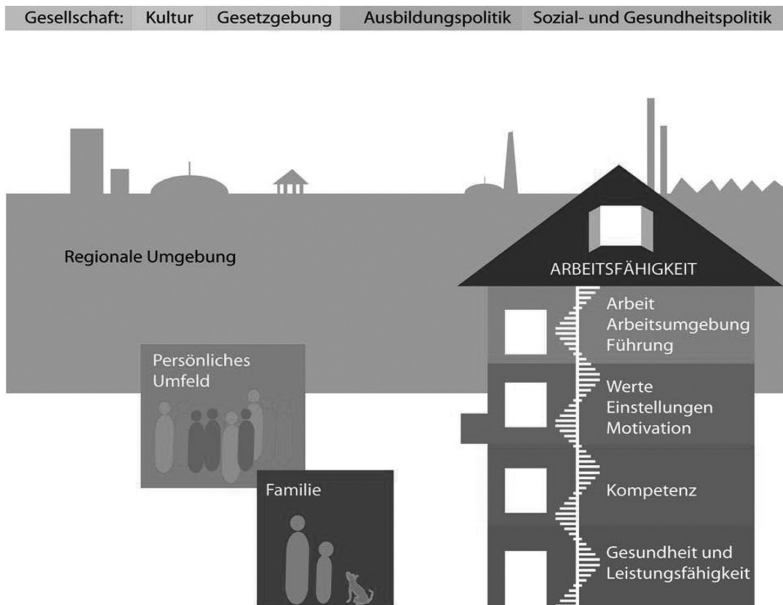 Gesellschaft: Kultur Gesetzgebung Ausbildungspolitik Sozial- und Gesundheitspolitik
Regionale Umgebung
ARBEITSFÄHIGKEIT
Arbeit
Arbeitsumgebung
Führung
Persönliches
Umfeld
Werte
Einstellungen
Motivation
Familie
Kompetenz
Gesundheit und
Leistungsfähigkeit